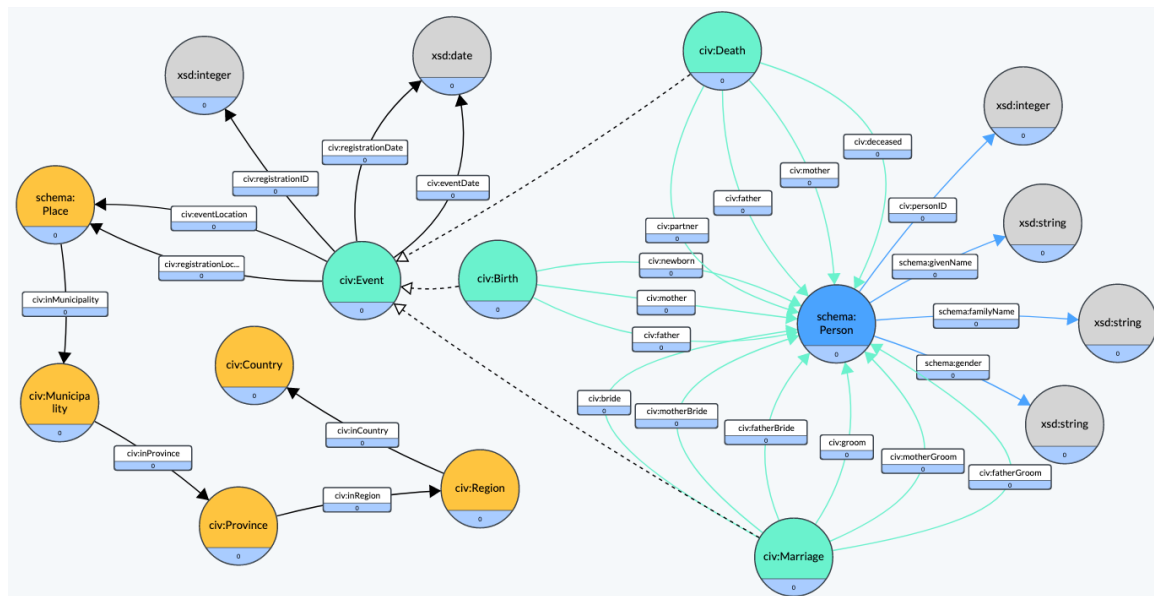 civ:Death
0
xsd:date
0
xsd:integer
0
xsd:integer
0
civ:registrationDate
0
civ:deceased
0
civ:mother
0
civ:registrationID
0
civ:eventDate
0
civ:father
0
civ:personID
0
schema:
Place
0
civ:eventLocation
0
civ:partner
0
xsd:string
0
civ:registrationLoc...
0
civ:newborn
0
schema:givenName
0
civ:Event
0
civ:Birth
0
civ:inMunicipality
0
civ:mother
0
schema:
Person
0
schema:familyName
0
xsd:string
0
civ:father
0
civ:Country
0
schema:gender
0
civ:Municipa
lity
0
civ:bride
0
civ:motherBride
0
civ:inCountry
0
civ:fatherBride
0
civ:groom
0
civ:motherGroom
0
civ:fatherGroom
0
xsd:string
0
civ:inProvince
0
civ:Region
0
civ:inRegion
0
civ:Province
0
civ:Marriage
0